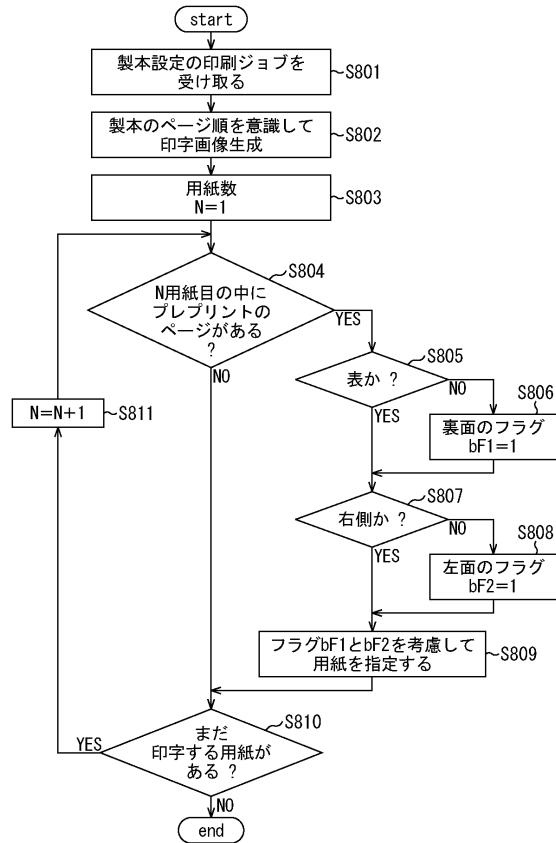 start
製本設定の印刷ジョブを
受け取る
S801
製本のページ順を意識して
印字画像生成
S802
用紙数
N=1
S803
S804
N用紙目の中に
プレプリントの
ページがある
?
YES
NO
S805
表か ?
NO
YES
S806
裏面のフラグ
bF1=1
N=N+1
S811
S807
右側か ?
NO
YES
S808
左面のフラグ
bF2=1
フラグbF1とbF2を考慮して
用紙を指定する
S809
S810
まだ
印字する用紙が
ある ?
YES
NO
end